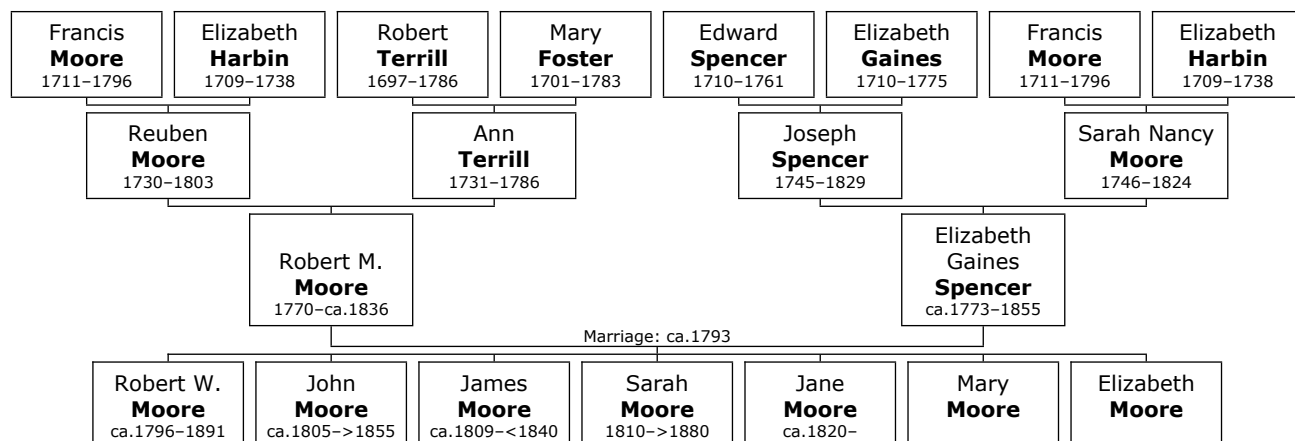 Francis
Moore
1711–1796
Elizabeth
Harbin
1709–1738
Robert
Terrill
1697–1786
Mary
Foster
1701–1783
Edward
Spencer
1710–1761
Elizabeth
Gaines
1710–1775
Francis
Moore
1711–1796
Elizabeth
Harbin
1709–1738
Reuben
Moore
1730–1803
Ann
Terrill
1731–1786
Joseph
Spencer
1745–1829
Sarah Nancy
Moore
1746–1824
Robert M.
Moore
1770–ca.1836
Elizabeth
Gaines
Spencer
ca.1773–1855
Marriage: ca.1793
Robert W.
Moore
ca.1796–1891
John
Moore
ca.1805–>1855
James
Moore
ca.1809–<1840
Sarah
Moore
1810–>1880
Jane
Moore
ca.1820–
Mary
Moore
Elizabeth
Moore